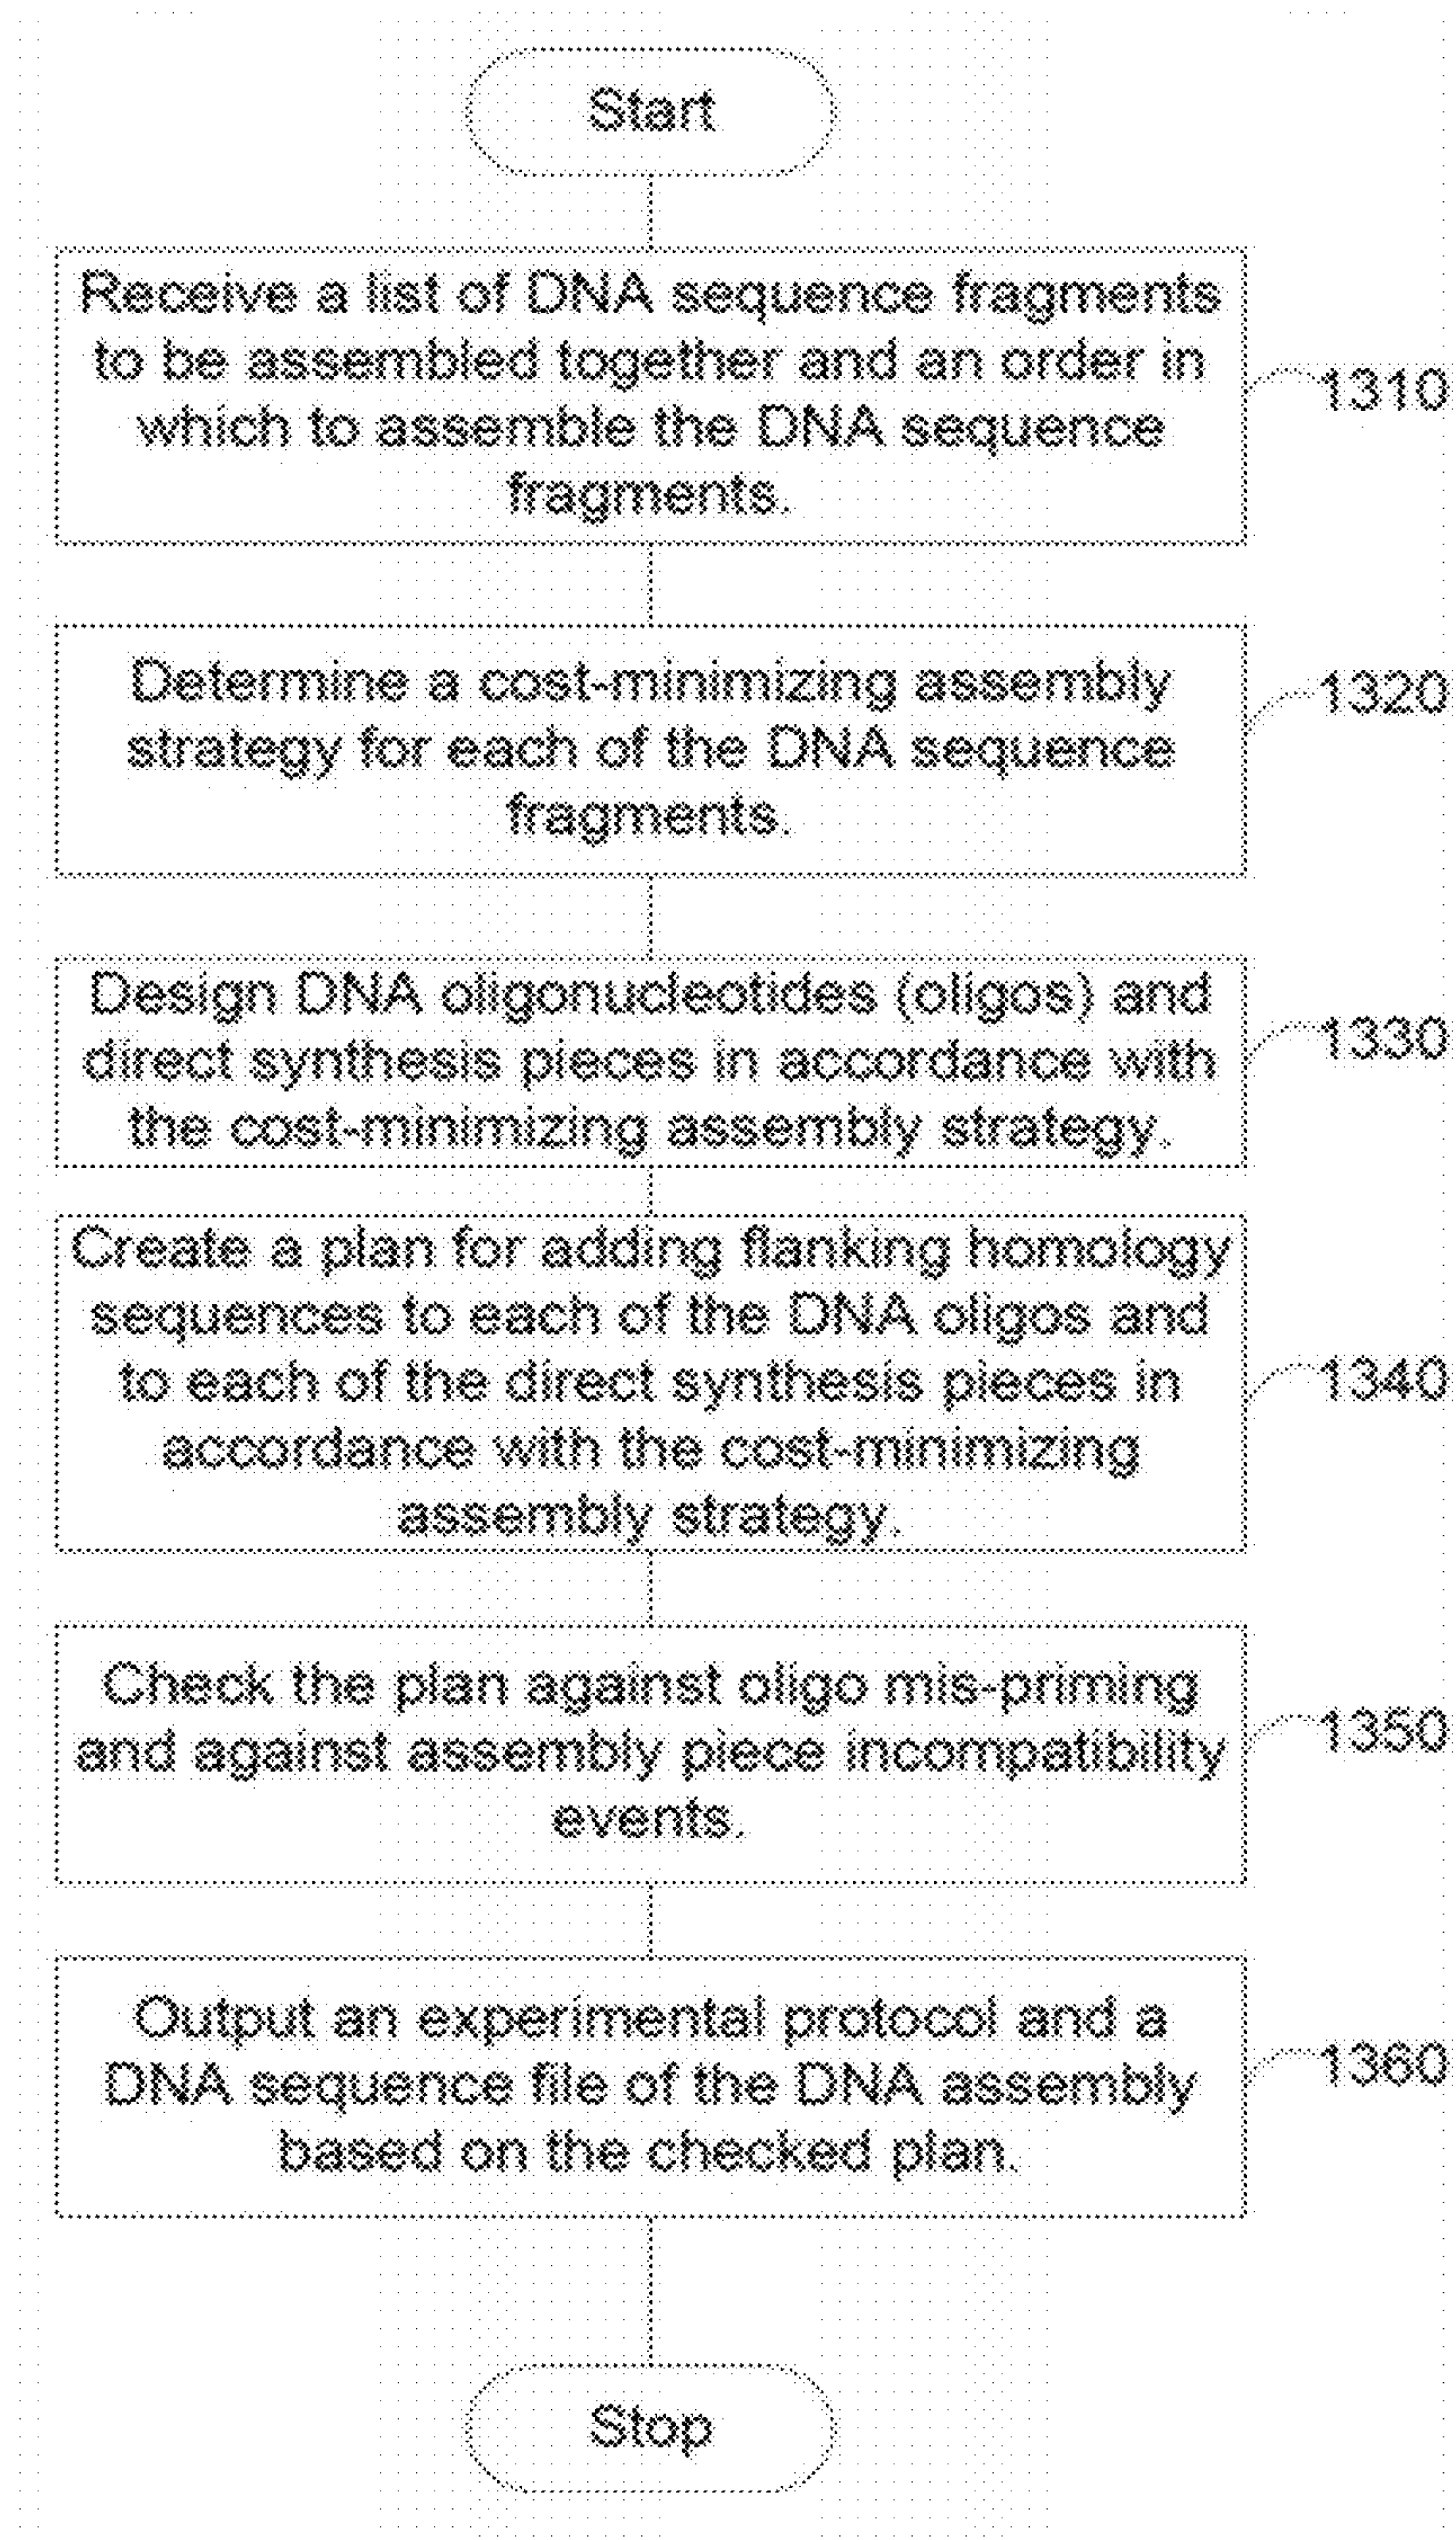 Start
Receive a list of DNA sequence fragments
to be assembled together and an order in
which to assemble the DNA sequence
fragments.
1310
Determine a cost-minimizing assembly
strategy for each of the DNA sequence
fragments.
1320
Design DNA oligonucleotides (oligos) and
direct synthesis pieces in accordance with
the cost-minimizing assembly strategy.
1330
Create a plan for adding flanking homology
sequences to each of the DNA oligos and
to each of the direct synthesis pieces in
accordance with the cost-minimizing
assembly strategy.
1340
Check the plan against oligo mis-priming
and against assembly piece incompatibility
events.
1350
Output an experimental protocol and a
DNA sequence file of the DNA assembly
based on the checked plan.
1360
Stop